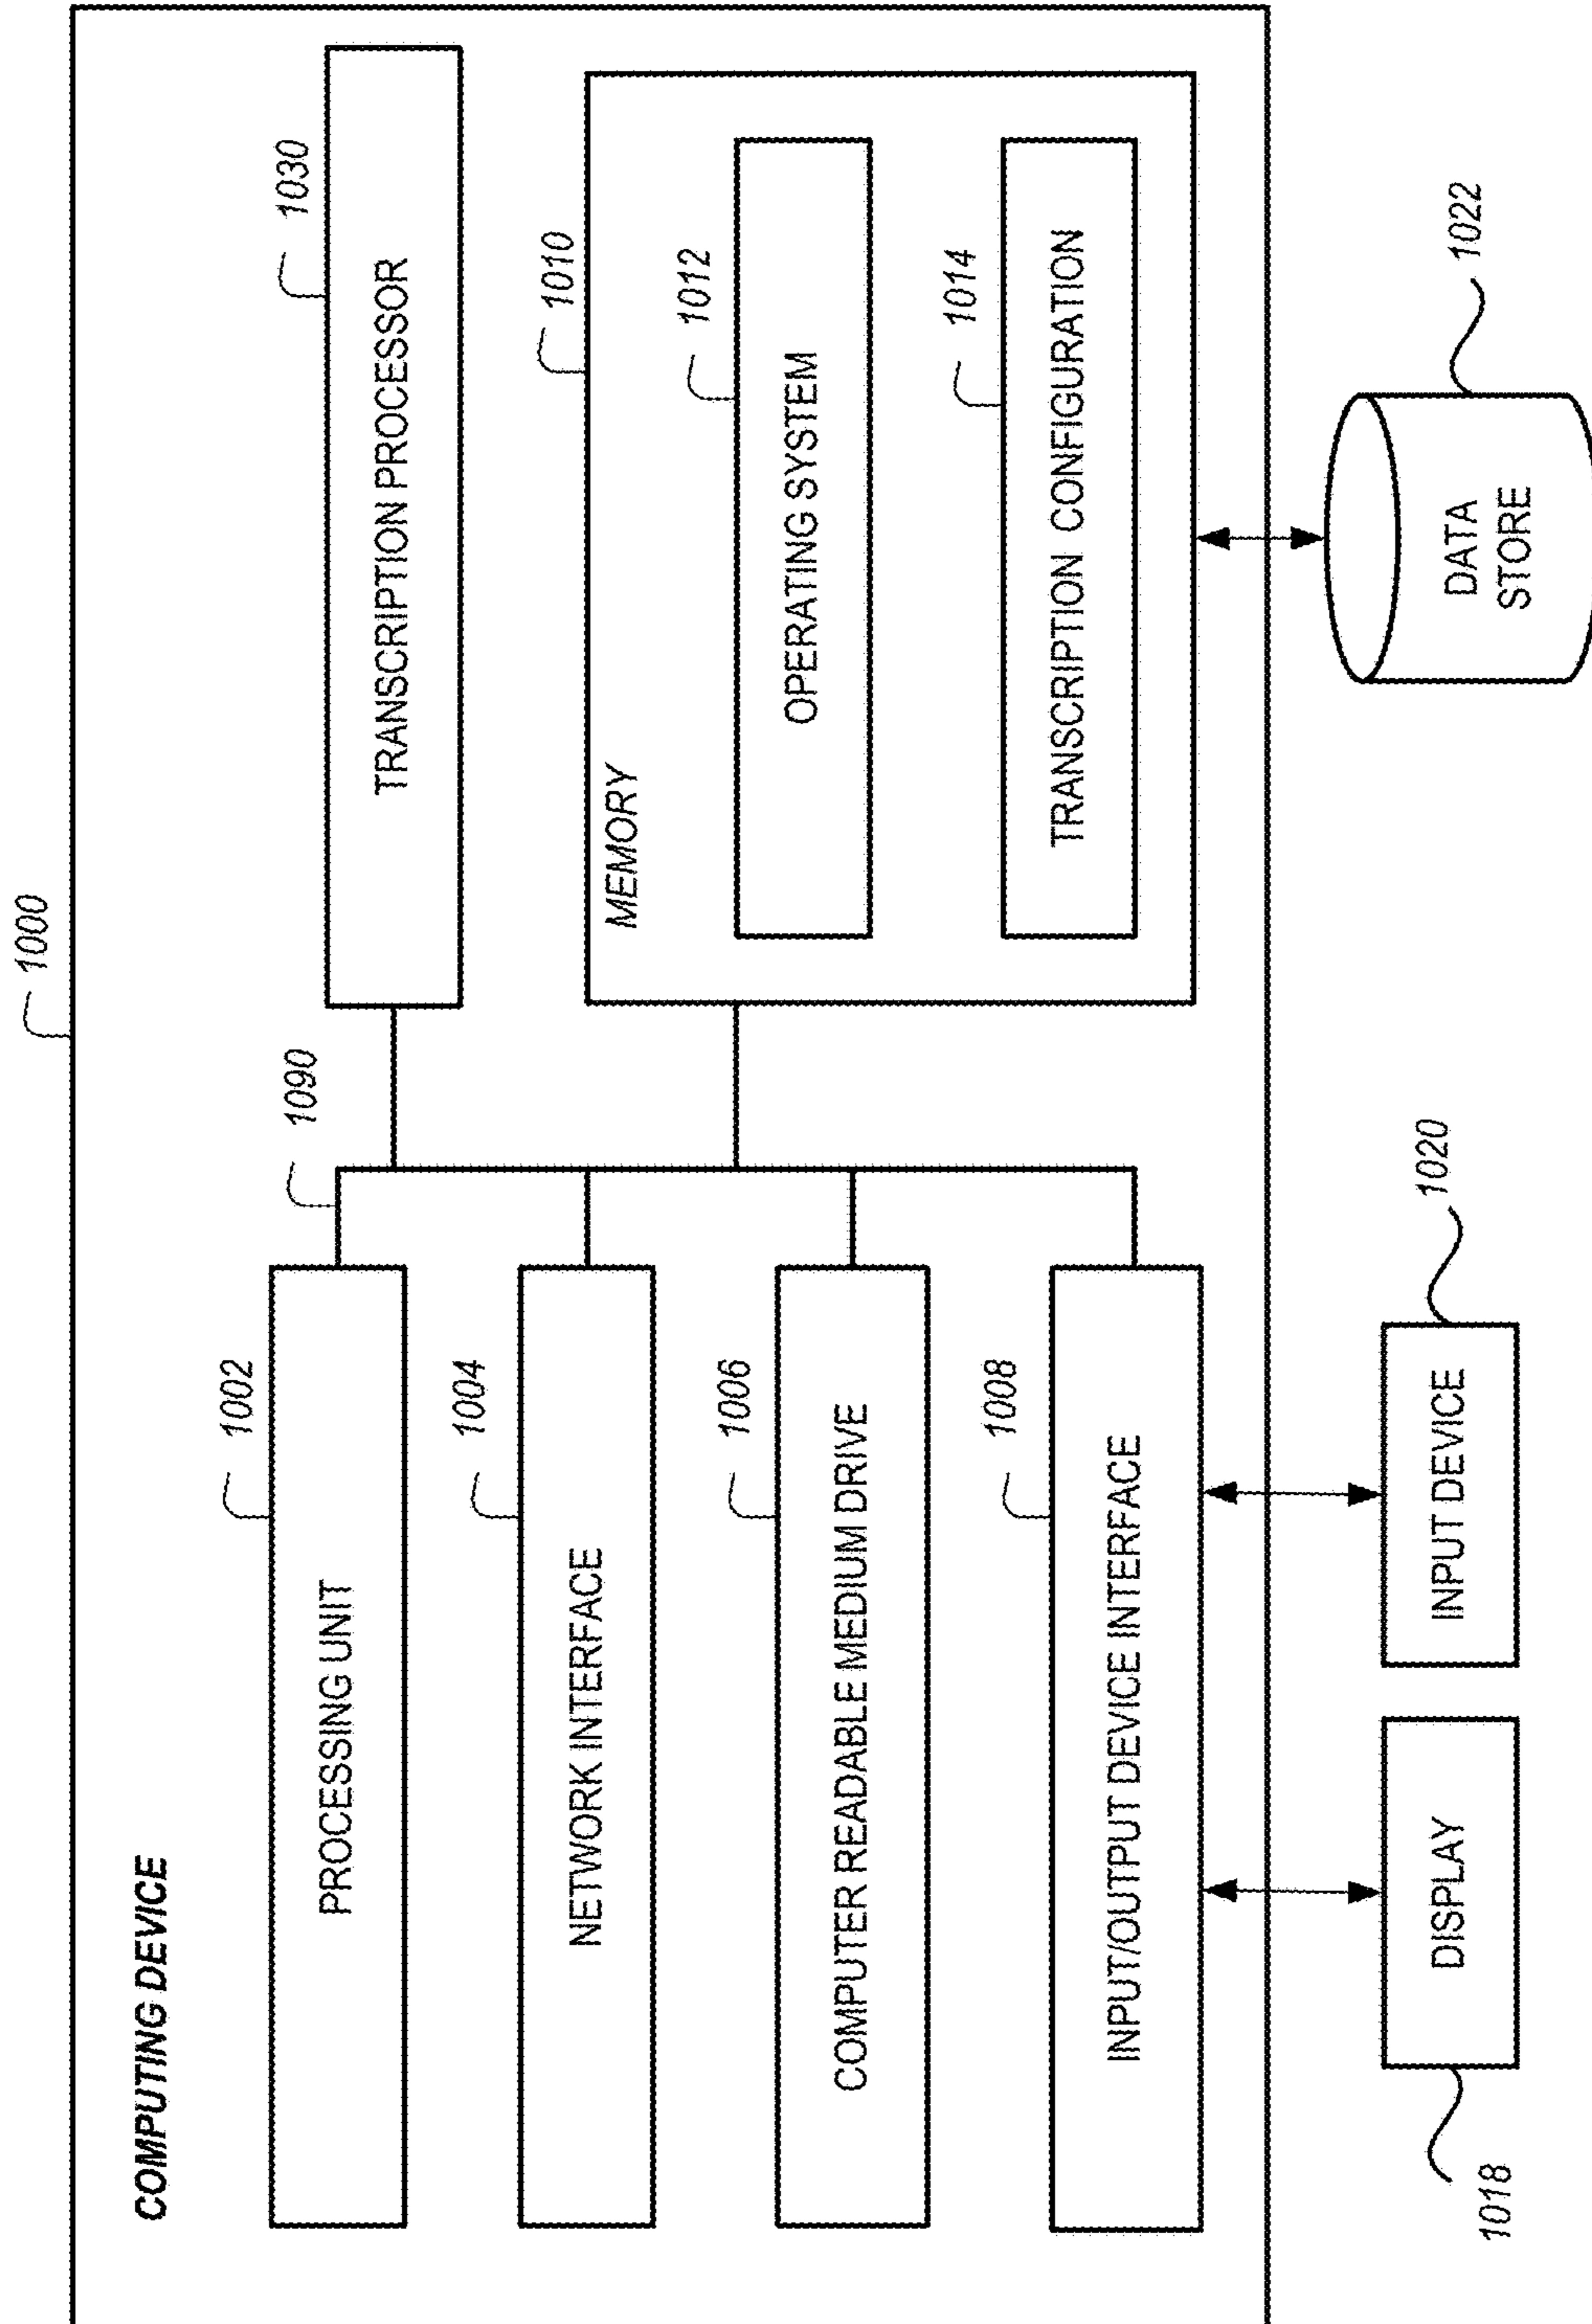 1000
COMPUTING DEVICE
1002
PROCESSING UNIT
1004
NETWORK INTERFACE
1006
COMPUTER READABLE MEDIUM DRIVE
1008
INPUT/OUTPUT DEVICE INTERFACE
1090
1030
TRANSCRIPTION PROCESSOR
1010
MEMORY
1012
OPERATING SYSTEM
1014
TRANSCRIPTION CONFIGURATION
1018
DISPLAY
INPUT DEVICE
1020
DATA
STORE
1022